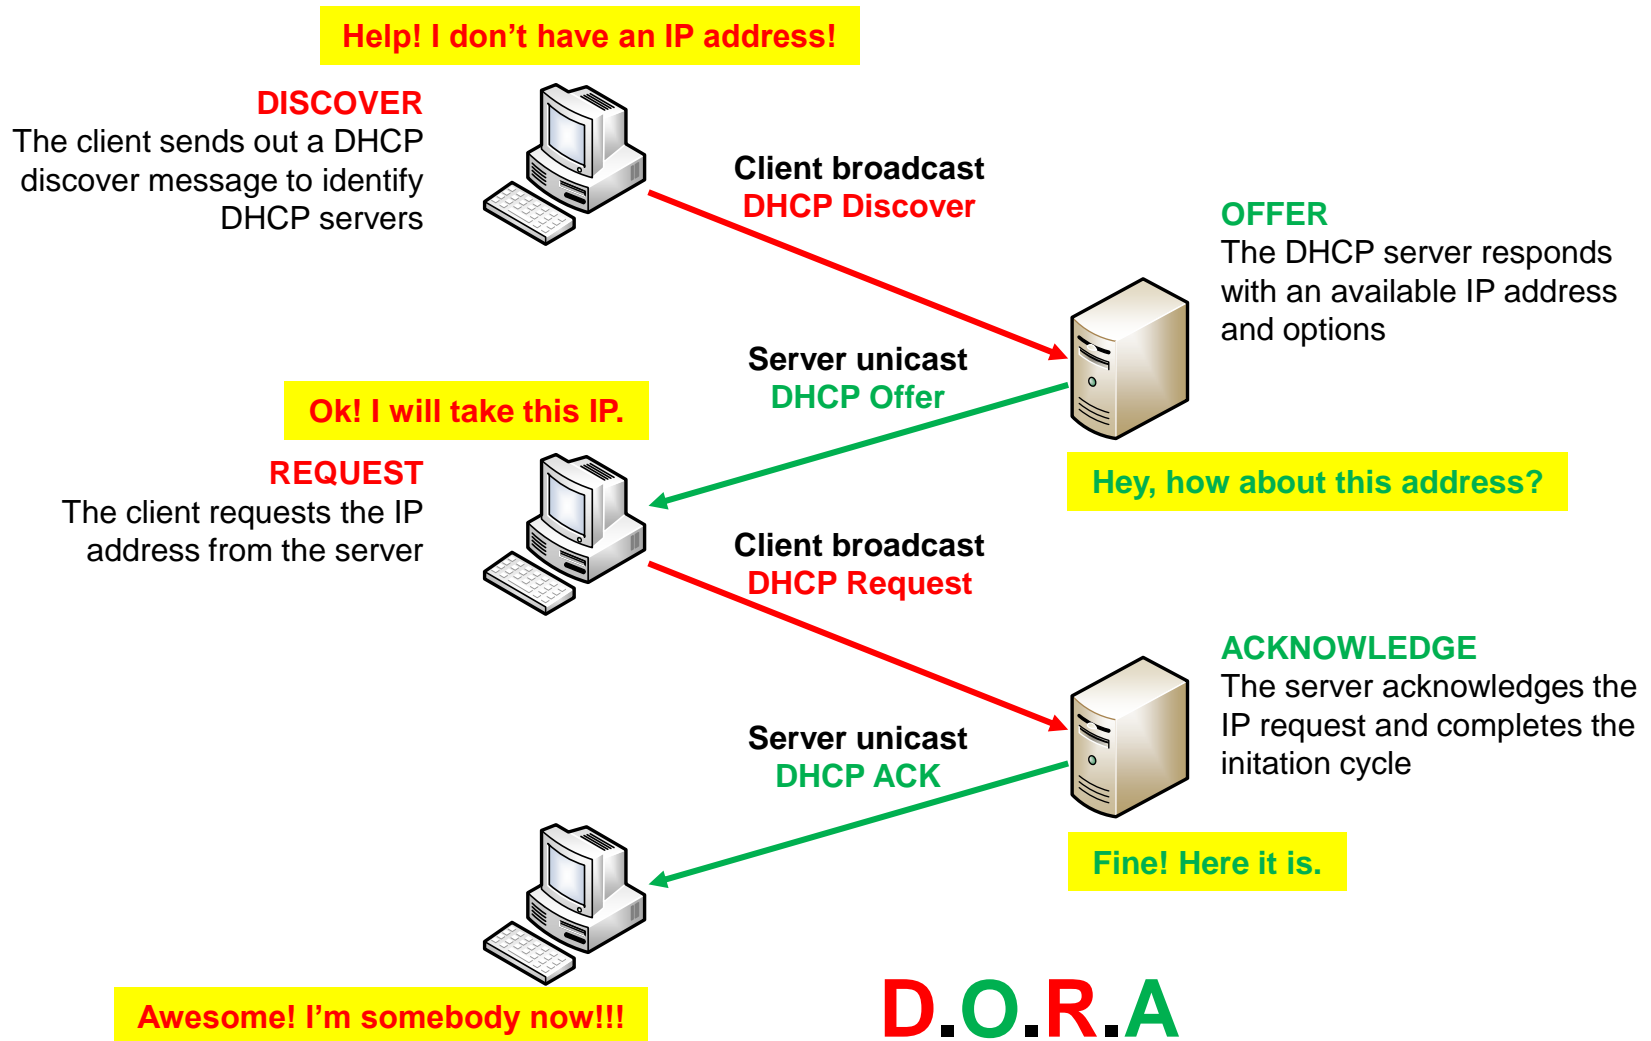 Help! I don’t have an IP address!
DISCOVER
The client sends out a DHCP
discover message to identify
DHCP servers
Client broadcast
DHCP Discover
OFFER
The DHCP server responds
with an available IP address
and options
Server unicast
DHCP Offer
Hey, how about this address?
Ok! I will take this IP.
REQUEST
The client requests the IP
address from the server
Client broadcast
DHCP Request
ACKNOWLEDGE
The server acknowledges the
IP request and completes the
initation cycle
Server unicast
DHCP ACK
Fine! Here it is.
Awesome! I’m somebody now!!!
D.O.R.A